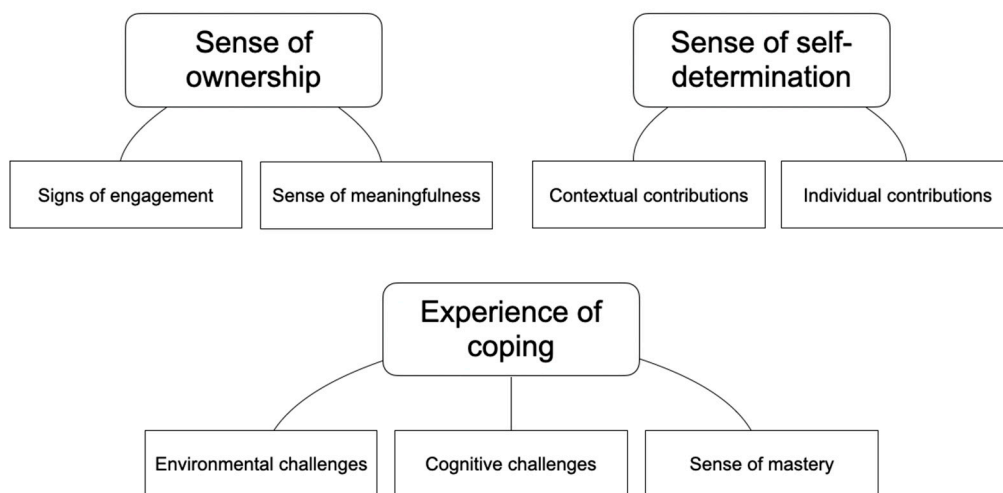 Sense of
ownership
Sense of self-
determination
Signs of engagement
Sense of meaningfulness
Contextual contributions
Individual contributions
Experience of
coping
Environmental challenges
Cognitive challenges
Sense of mastery